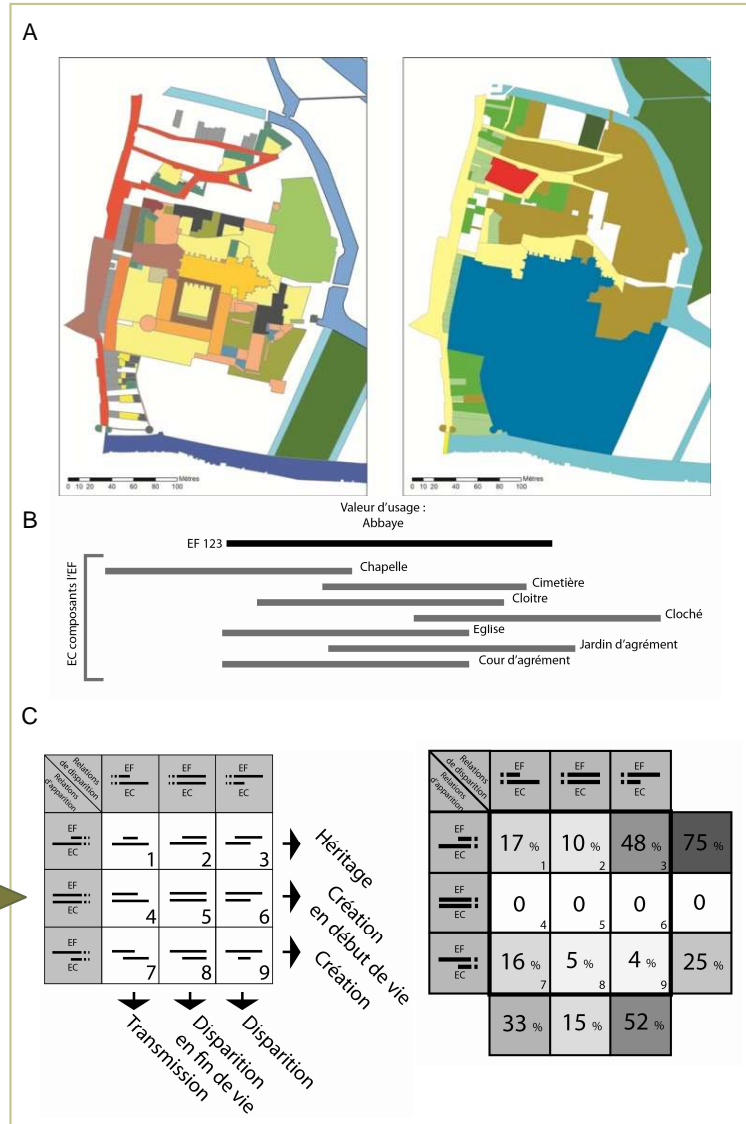 A
Mètres
0 10 20 40 60 80 100
Mètres
0 10 20 40 60 80 100
B
Valeur d'usage :
Abbaye
EF 123
EC composants l'EF
Chapelle
Cimetière
Cloitre
Cloché
Eglise
Jardin d'agrément
Cour d'agrément
C
Relations
de disparition
Relations
d'apparition
EF
EC
EF
EC
EF
EC
EF
EC
1
2
3
Héritage
EF
EC
4
5
6
Création
en début de vie
EF
EC
7
8
9
Création
Transmission
Disparition
en fin de vie
Disparition
Relations
de disparition
Relations
d'apparition
EF
EC
EF
EC
EF
EC
EF
EC
17 % 1
10 % 2
48 % 3
75 %
EF
EC
0 4
0 5
0 6
0
EF
EC
16 % 7
5 % 8
4 % 9
25 %
33 %
15 %
52 %